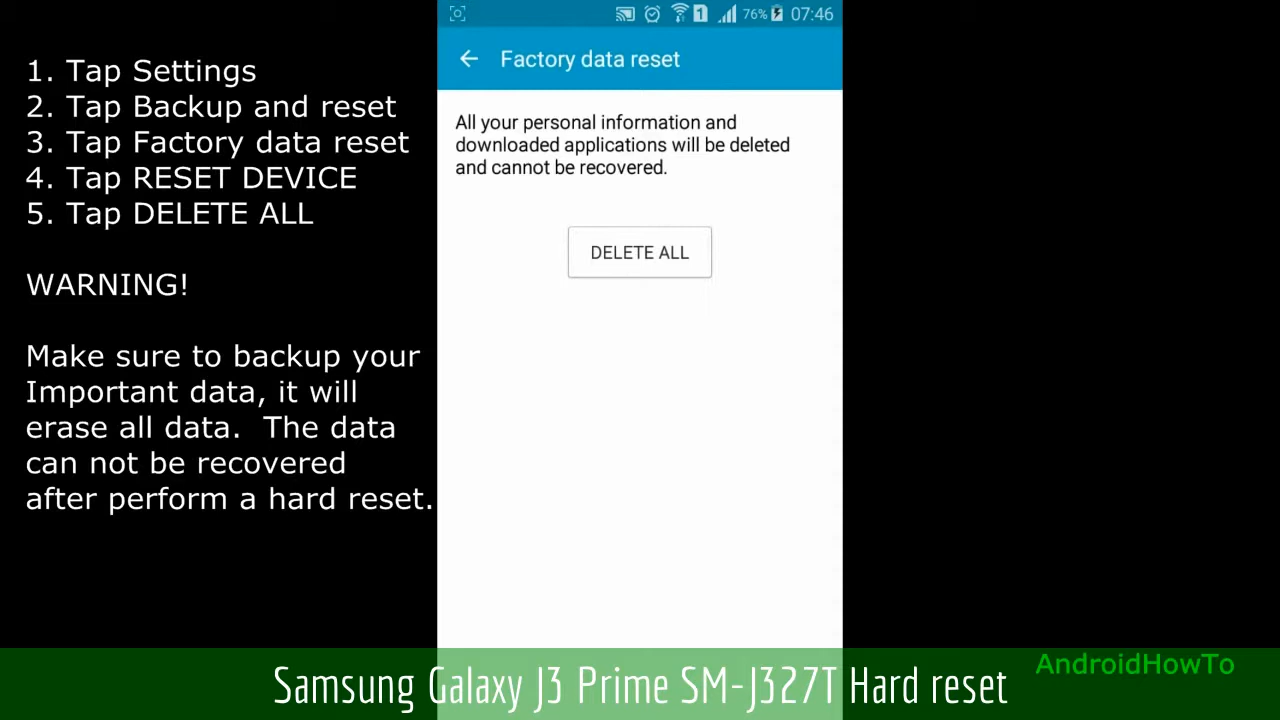 1. Tap Settings
2. Tap Backup and reset
3. Tap Factory data reset
4. Tap RESET DEVICE
5. Tap DELETE ALL
WARNING!
Make sure to backup your
Important data, it will
erase all data.  The data
can not be recovered
after perform a hard reset.
1 76% 07:46
Factory data reset
All your personal information and
downloaded applications will be deleted
and cannot be recovered.
DELETE ALL
AndroidHowTo
Samsung Galaxy J3 Prime SM-J327T Hard reset